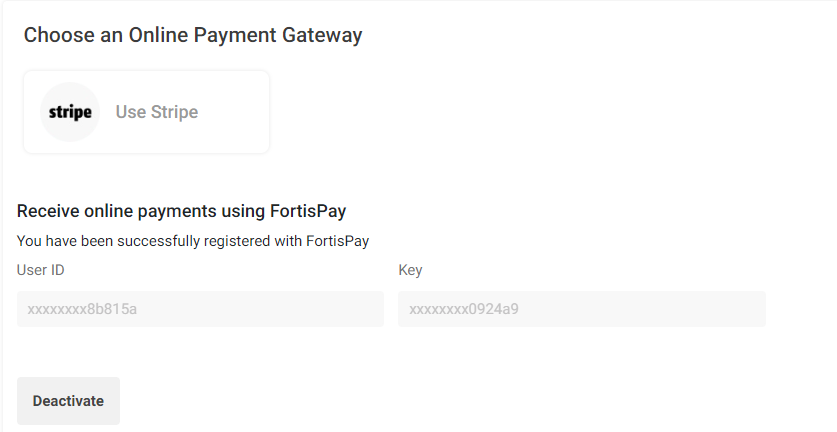 Choose an Online Payment Gateway
stripe Use Stripe
Receive online payments using FortisPay
You have been successfully registered with FortisPay
User ID Key
xxxxxxxx8b815a xxxxxxxx0924a9
Deactivate